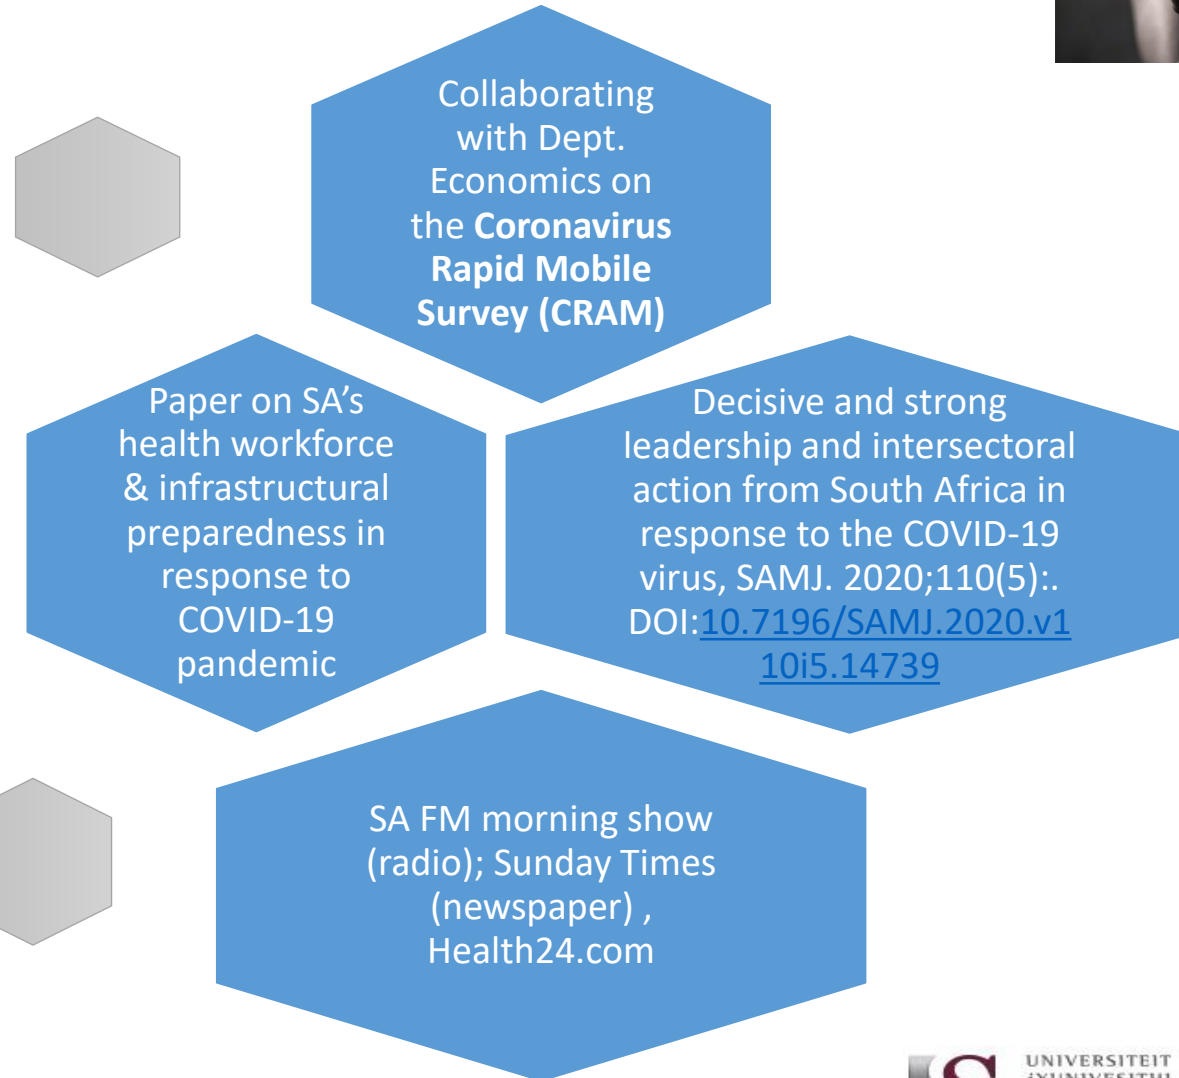 Collaborating
with Dept.
Economics on
the Coronavirus
Rapid Mobile
Survey (CRAM)
Paper on SA’s
health workforce
& infrastructural
preparedness in
response to
COVID-19
pandemic
Decisive and strong
leadership and intersectoral
action from South Africa in
response to the COVID-19
virus, SAMJ. 2020;110(5):.
DOI:10.7196/SAMJ.2020.v1
10i5.14739
SA FM morning show
(radio); Sunday Times
(newspaper) ,
Health24.com
UNIVERSITEIT